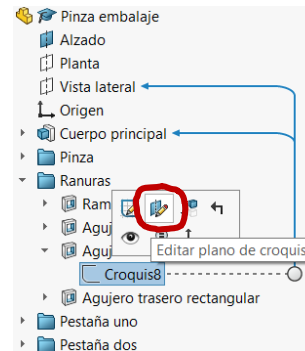 Pinza embalaje
Alzado
Planta
Vista lateral
Origen
Cuerpo principal
Pinza
Ranuras
Ram
Aguj
Aguj
Editar plano de croquis
Croquis8
Agujero trasero rectangular
Pestaña uno
Pestaña dos